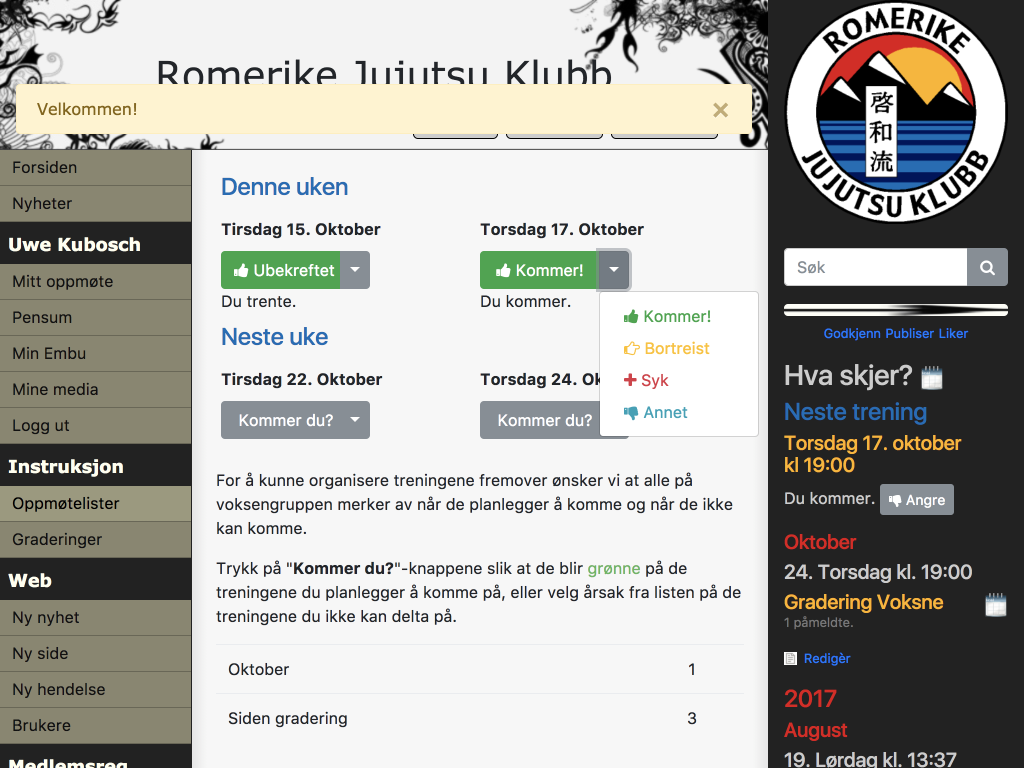 Romerike Jujutsu Klubb
Velkommen!
×
Forsiden
Nyheter
Uwe Kubosch
Mitt oppmøte
Pensum
Min Embu
Mine media
Logg ut
Instruksjon
Oppmøtelister
Graderinger
Web
Ny nyhet
Ny side
Ny hendelse
Brukere
Medlemsreg
Denne uken
Tirsdag 15. Oktober
Torsdag 17. Oktober
Ubekreftet
Kommer!
Du trente.
Du kommer.
Kommer!
Bortreist
Syk
Annet
Neste uke
Tirsdag 22. Oktober
Torsdag 24. O
Kommer du?
Kommer du?
For å kunne organisere treningene fremover ønsker vi at alle på
voksengruppen merker av når de planlegger å komme og når de ikke
kan komme.
Trykk på "Kommer du?"-knappene slik at de blir grønne på de
treningene du planlegger å komme på, eller velg årsak fra listen på de
treningene du ikke kan delta på.
Oktober 1
Siden gradering 3
ROMERIKE
啓和流
JUJUTSU KLUBB
Søk
Godkjenn Publiser Liker
Hva skjer?
Neste trening
Torsdag 17. oktober
kl 19:00
Du kommer. Angre
Oktober
24. Torsdag kl. 19:00
Gradering Voksne
1 påmeldte.
Redigèr
2017
August
19. Lørdag kl. 13:37